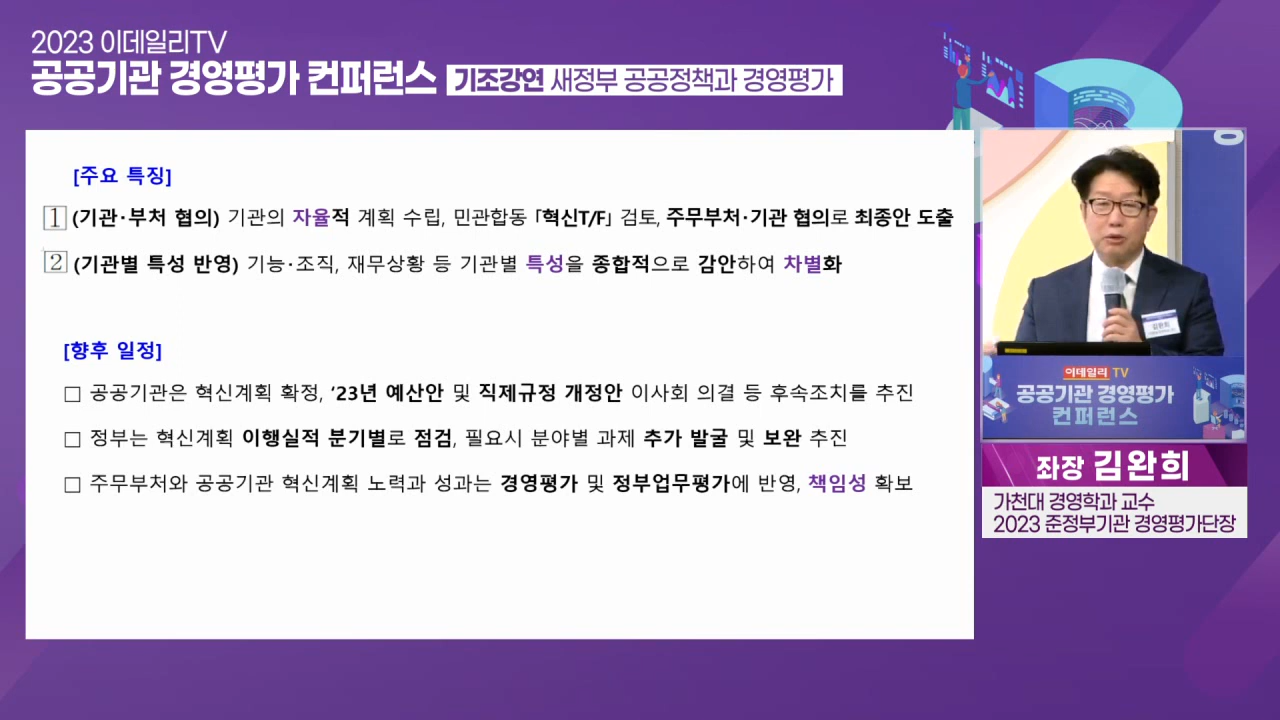 2023 이데일리TV
공공기관 경영평가 컨퍼런스 기조강연 새정부 공공정책과 경영평가
[주요 특징]
1 (기관·부처 협의) 기관의 자율적 계획 수립, 민관합동 「혁신T/F」 검토, 주무부처·기관 협의로 최종안 도출
2 (기관별 특성 반영) 기능·조직, 재무상황 등 기관별 특성을 종합적으로 감안하여 차별화
[향후 일정]
□ 공공기관은 혁신계획 확정, ‘23년 예산안 및 직제규정 개정안 이사회 의결 등 후속조치를 추진
□ 정부는 혁신계획 이행실적 분기별로 점검, 필요시 분야별 과제 추가 발굴 및 보완 추진
□ 주무부처와 공공기관 혁신계획 노력과 성과는 경영평가 및 정부업무평가에 반영, 책임성 확보
김완희
이데일리 TV
공공기관 경영평가
컨퍼런스
좌장 김완희
가천대 경영학과 교수
2023 준정부기관 경영평가단장